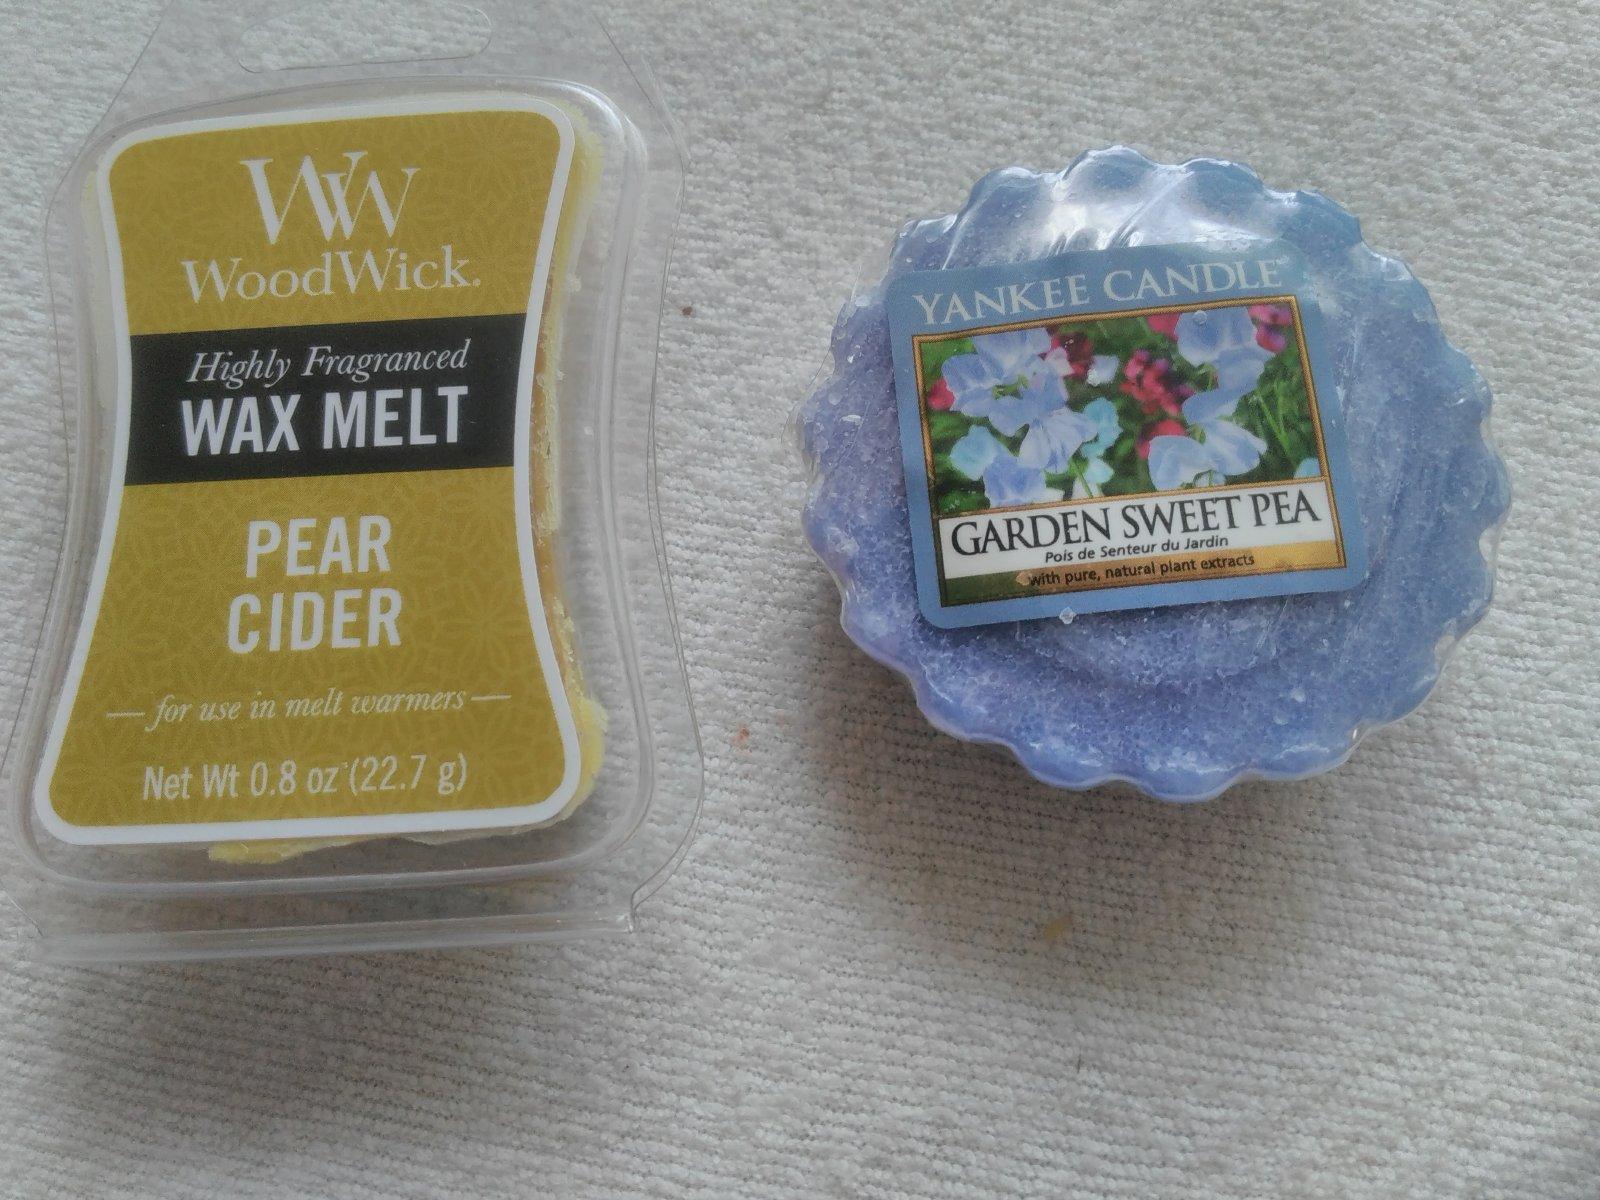 WW
WoodWick.
Highly Fragranced
WAX MELT
PEAR
CIDER
— for use in melt warmers —
Net Wt 0.8 oz (22.7 g)
YANKEE CANDLE®
GARDEN SWEET PEA
Pois de Senteur du Jardin
with pure, natural plant extracts